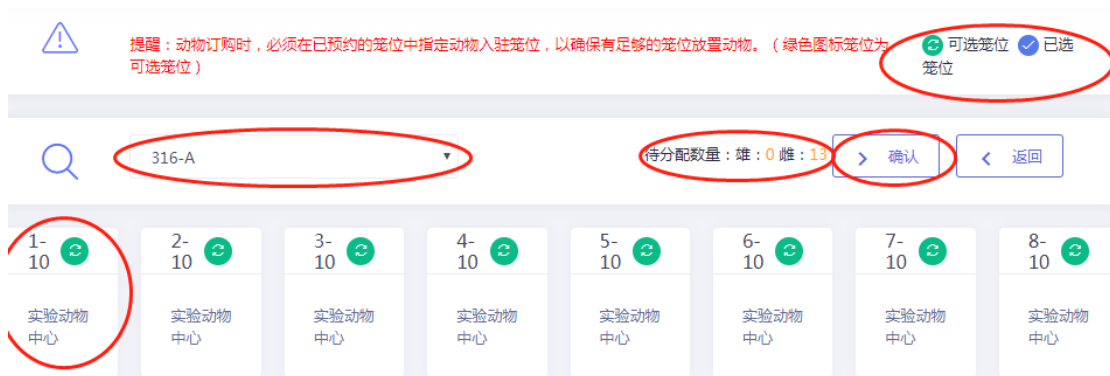 提醒：动物订购时，必须在已预约的笼位中指定动物入驻笼位，以确保有足够的笼位放置动物。（绿色图标笼位为
可选笼位）
可选笼位 已选
笼位
316-A
待分配数量：雄：0 雌：13
确认
返回
1-
10
2-
10
3-
10
4-
10
5-
10
6-
10
7-
10
8-
10
实验动物
中心
实验动物
中心
实验动物
中心
实验动物
中心
实验动物
中心
实验动物
中心
实验动物
中心
实验动物
中心